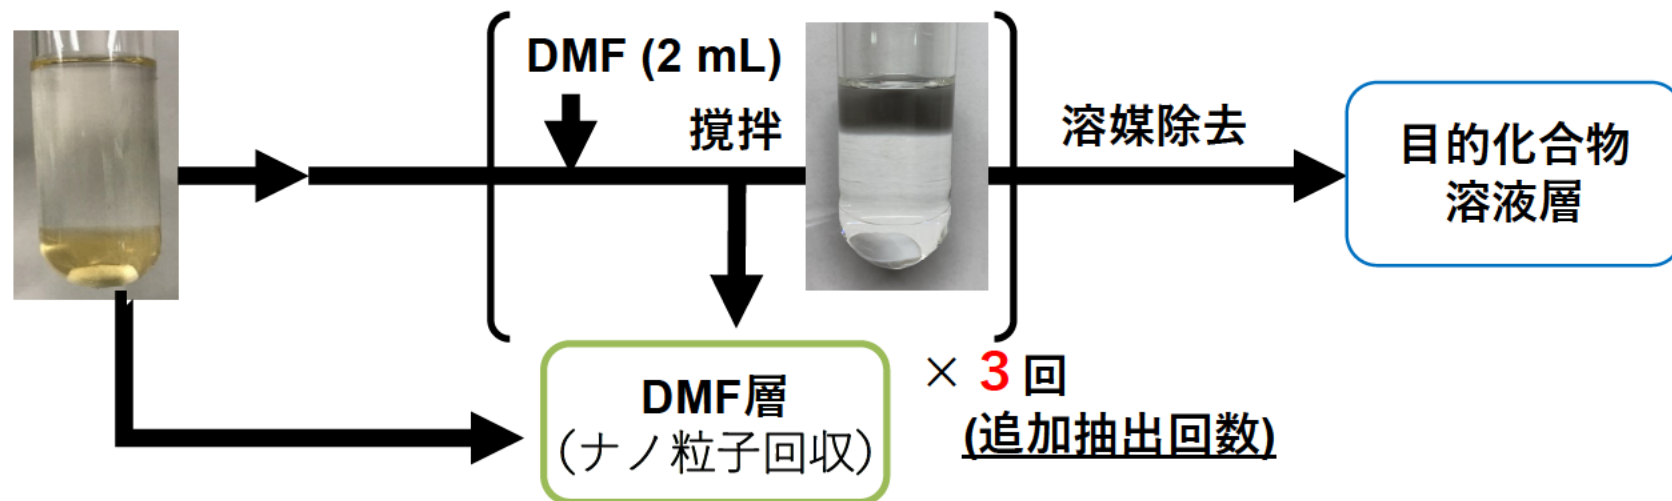 DMF (2 mL)
撹拌
溶媒除去
目的化合物
溶液層
DMF層
（ナノ粒子回収）
× 3 回
(追加抽出回数)